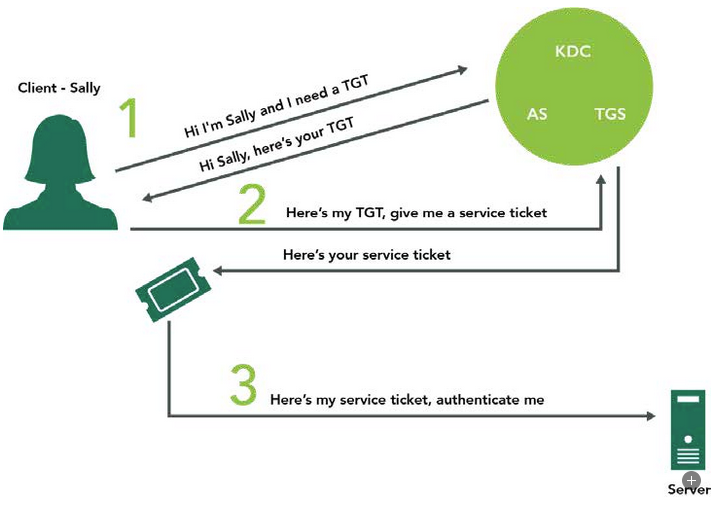 KDC
Client - Sally
1
Hi I'm Sally and I need a TGT
AS
TGS
Hi Sally, here's your TGT
2
Here's my TGT, give me a service ticket
Here's your service ticket
3
Here's my service ticket, authenticate me
Server